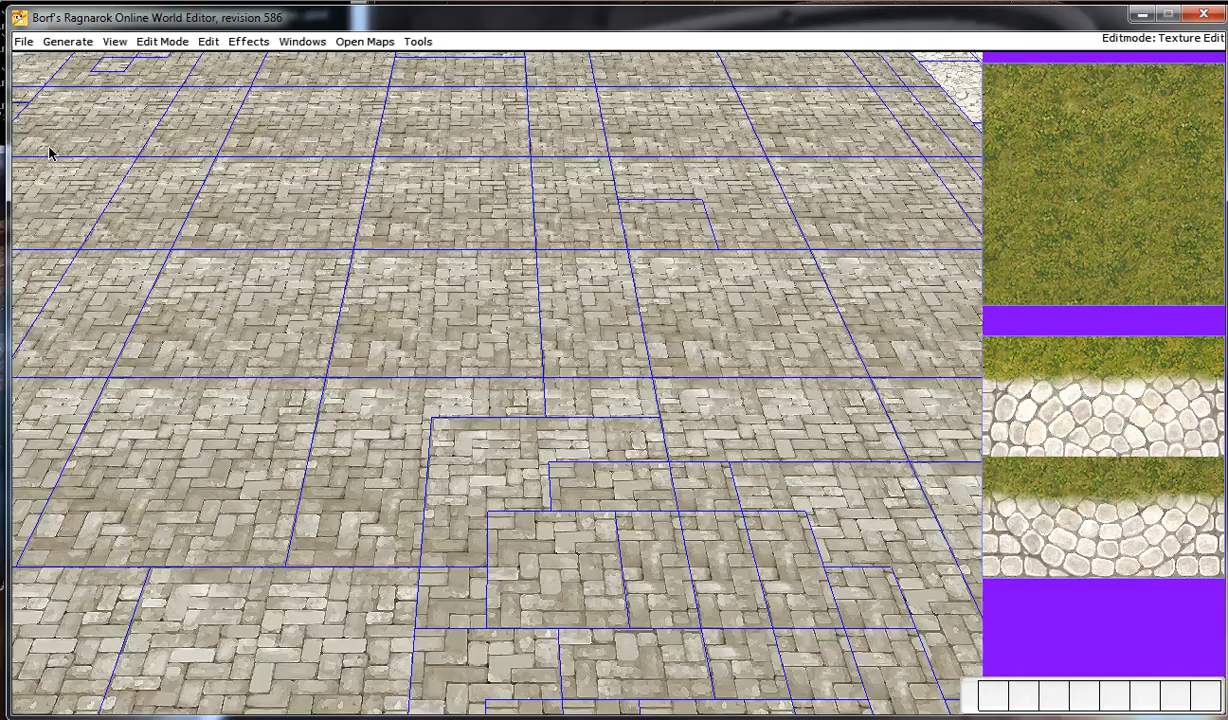 Borf's Ragnarok Online World Editor, revision 586
File Generate View Edit Mode Edit Effects Windows Open Maps Tools
Editmode: Texture Edit